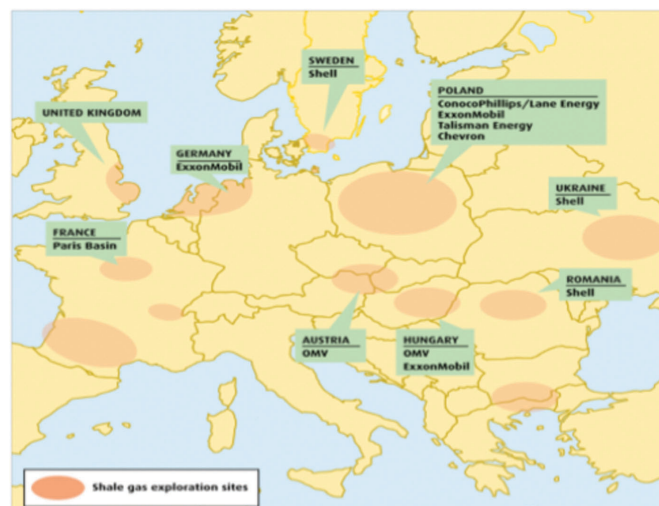 SWEDEN
Shell
POLAND
ConocoPhillips/Lane Energy
ExxonMobil
Talisman Energy
Chevron
UNITED KINGDOM
GERMANY
ExxonMobil
UKRAINE
Shell
FRANCE
Paris Basin
ROMANIA
Shell
AUSTRIA
OMV
HUNGARY
OMV
ExxonMobil
Shale gas exploration sites